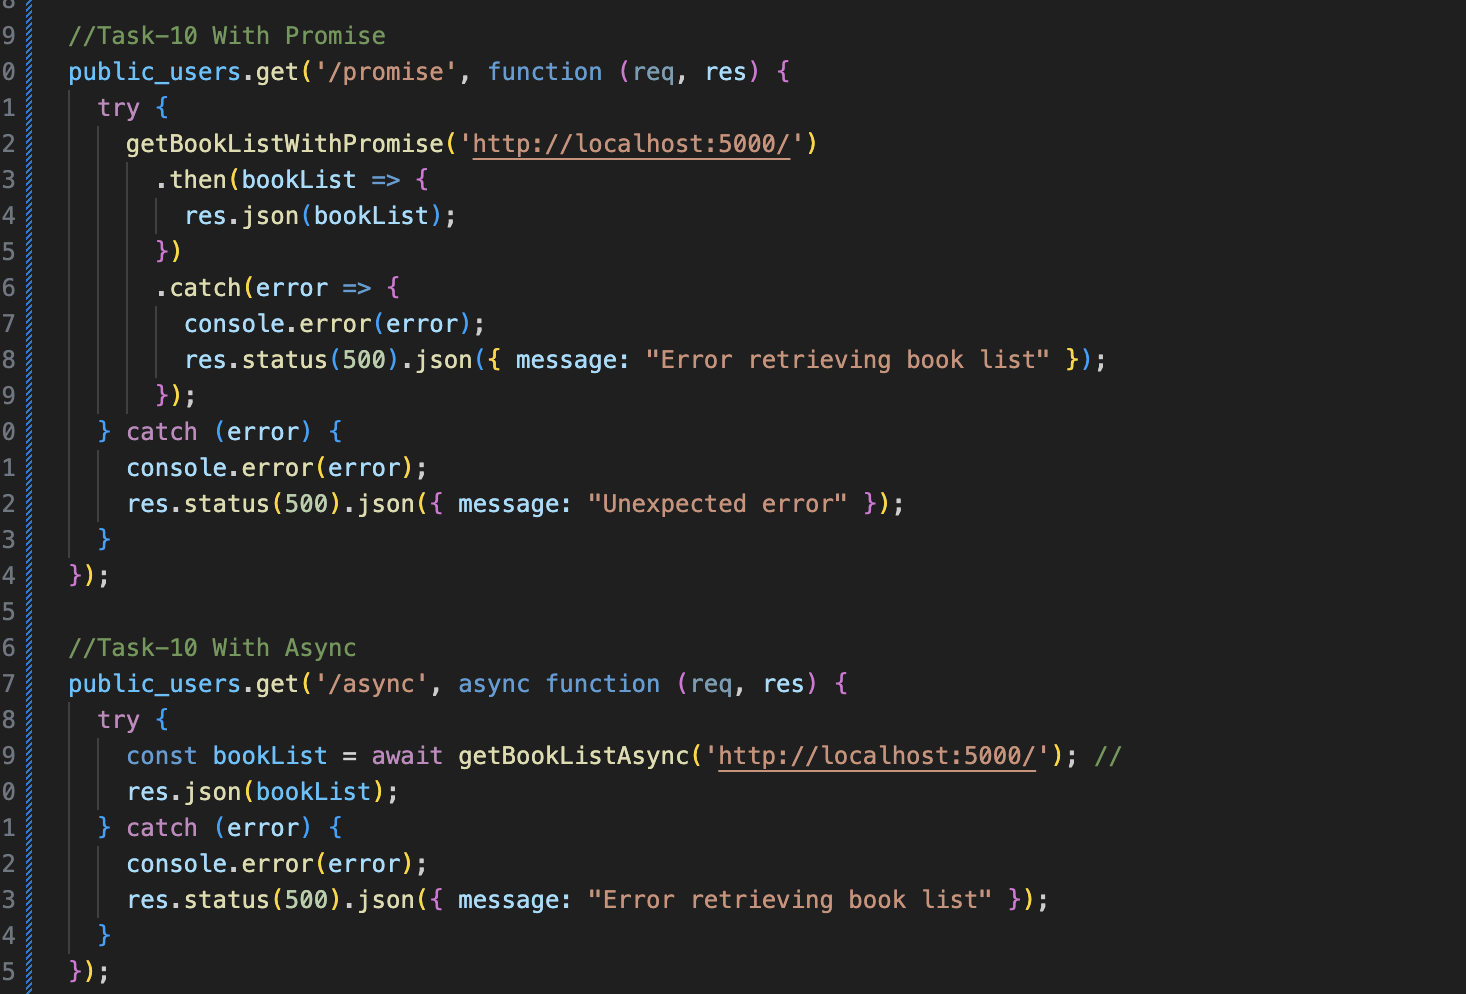 8
9 //Task-10 With Promise
0 public_users.get('/promise', function (req, res) {
1 try {
2 getBookListWithPromise('http://localhost:5000/')
3 .then(bookList => {
4 res.json(bookList);
5 })
6 .catch(error => {
7 console.error(error);
8 res.status(500).json({ message: "Error retrieving book list" });
9 });
0 } catch (error) {
1 console.error(error);
2 res.status(500).json({ message: "Unexpected error" });
3 }
4 });
5
6 //Task-10 With Async
7 public_users.get('/async', async function (req, res) {
8 try {
9 const bookList = await getBookListAsync('http://localhost:5000/'); //
0 res.json(bookList);
1 } catch (error) {
2 console.error(error);
3 res.status(500).json({ message: "Error retrieving book list" });
4 }
5 });